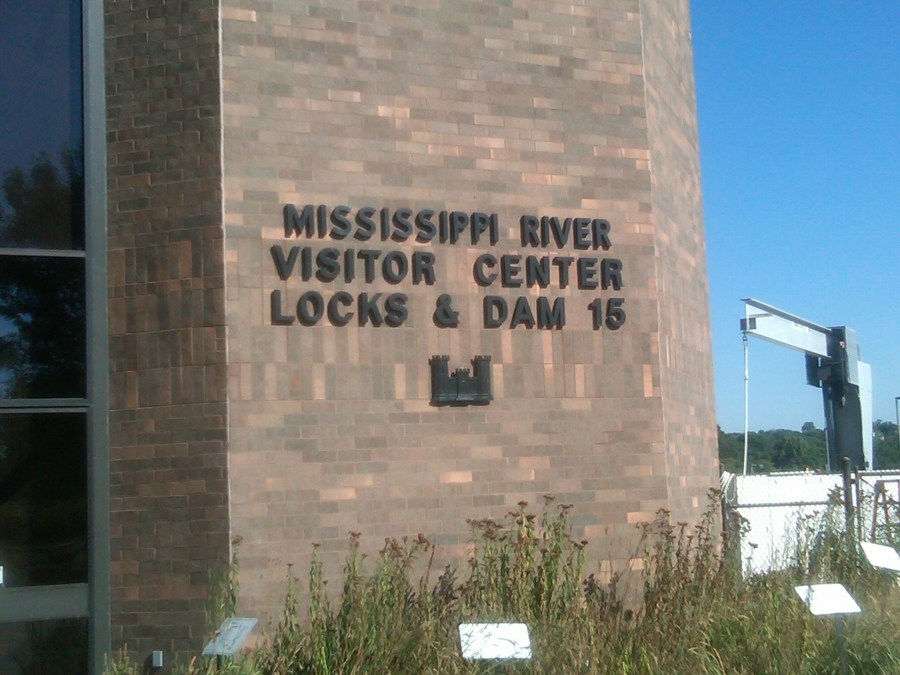 MISSISSIPPI RIVER
VISITOR CENTER
LOCKS & DAM 15